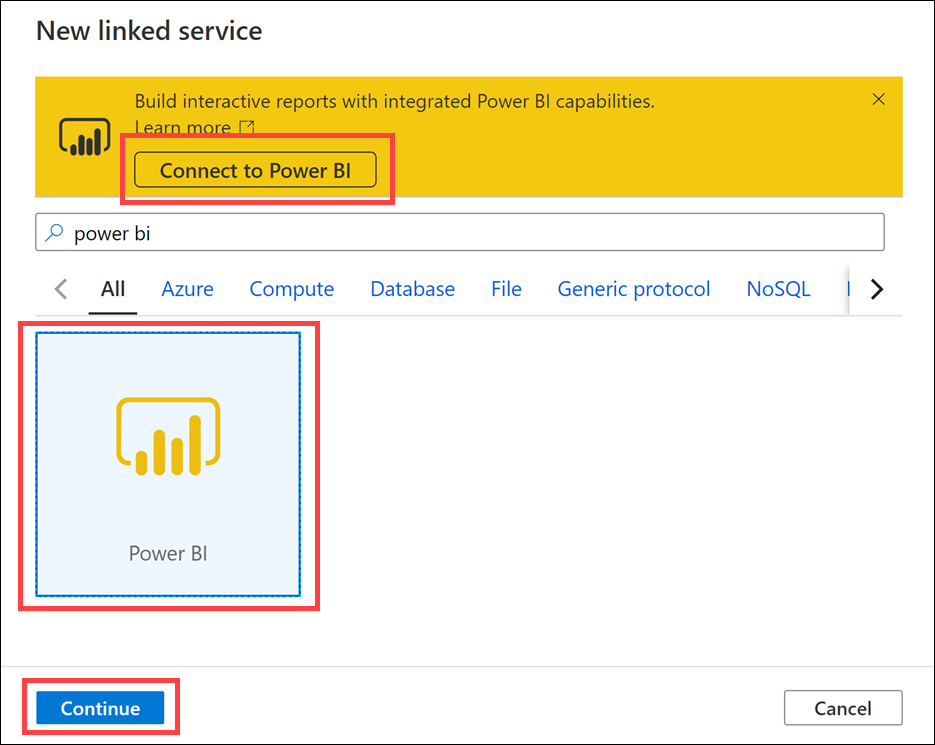 New linked service
Build interactive reports with integrated Power BI capabilities.
Learn more
Connect to Power BI
power bi
All Azure Compute Database File Generic protocol NoSQL
Power BI
Continue Cancel